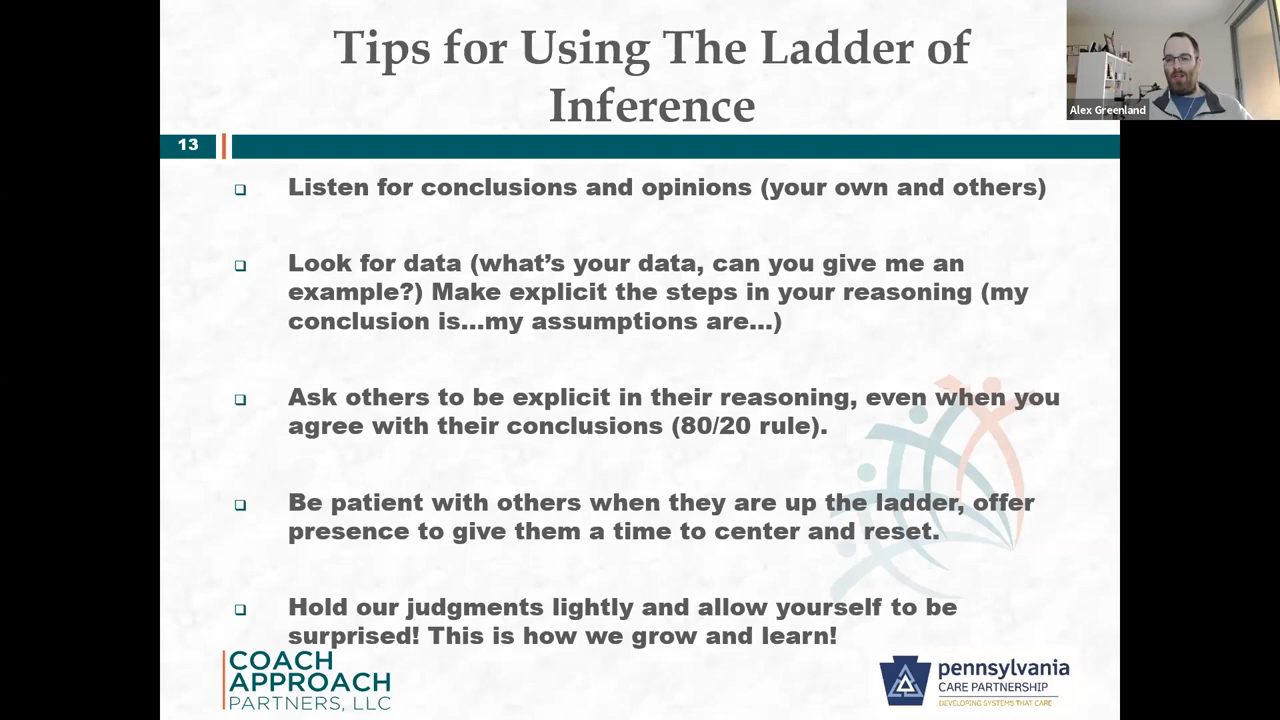 Tips for Using The Ladder of
Inference
Alex Greenland
13
❑ Listen for conclusions and opinions (your own and others)
❑ Look for data (what’s your data, can you give me an
example?) Make explicit the steps in your reasoning (my
conclusion is…my assumptions are…)
❑ Ask others to be explicit in their reasoning, even when you
agree with their conclusions (80/20 rule).
❑ Be patient with others when they are up the ladder, offer
presence to give them a time to center and reset.
❑ Hold our judgments lightly and allow yourself to be
surprised! This is how we grow and learn!
COACH
APPROACH
PARTNERS, LLC
pennsylvania
CARE PARTNERSHIP
DEVELOPING SYSTEMS THAT CARE